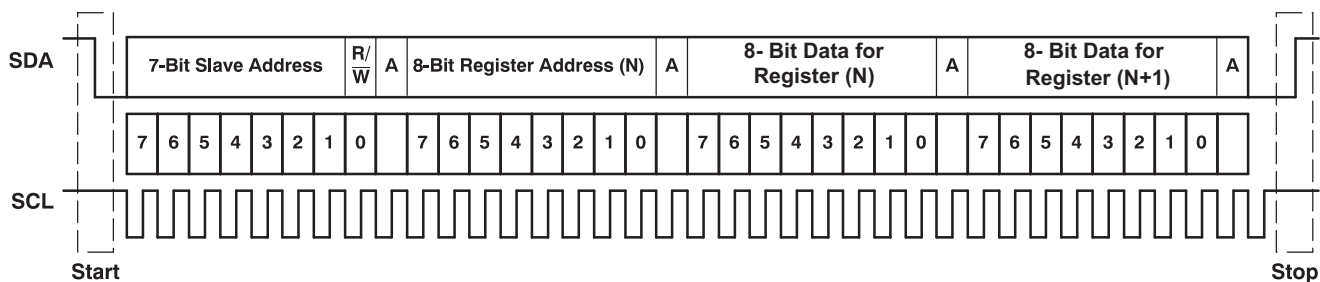 SDA
7-Bit Slave Address
R/
W
A
8-Bit Register Address (N)
A
8- Bit Data for
Register (N)
A
8- Bit Data for
Register (N+1)
A
7 6 5 4 3 2 1 0 7 6 5 4 3 2 1 0 7 6 5 4 3 2 1 0 7 6 5 4 3 2 1 0
SCL
Start
Stop